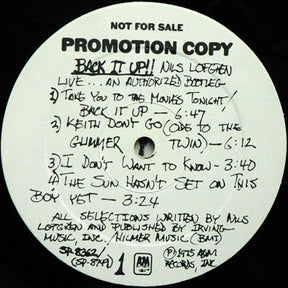 NOT FOR SALE
PROMOTION COPY
BACK IT UP!! NILS LOFGREN
LIVE... AN AUTHORIZED BOOTLEG
1) TAKE YOU TO THE MOVIES TONIGHT/
BACK IT UP — 6:47
2) KEITH DON'T GO (ODE TO THE
GLIMMER TWIN) — 6:12
3) I DON'T WANT TO KNOW - 3:40
4) THE SUN HASN'T SET ON THIS
BOY YET — 3:24
ALL SELECTIONS WRITTEN BY NILS
LOFGREN AND PUBLISHED BY IRVING
MUSIC, INC./HILMER MUSIC (BMI)
SP-8362 1 A&M ℗ 1975 A&M
(SP-8794) RECORDS, INC.